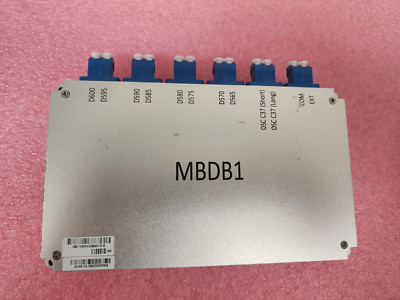 D600
D595
D590
D585
D580
D575
D570
D565
OSC C37 (Short)
OSC C37 (Long)
COM
EXT
MBDB1